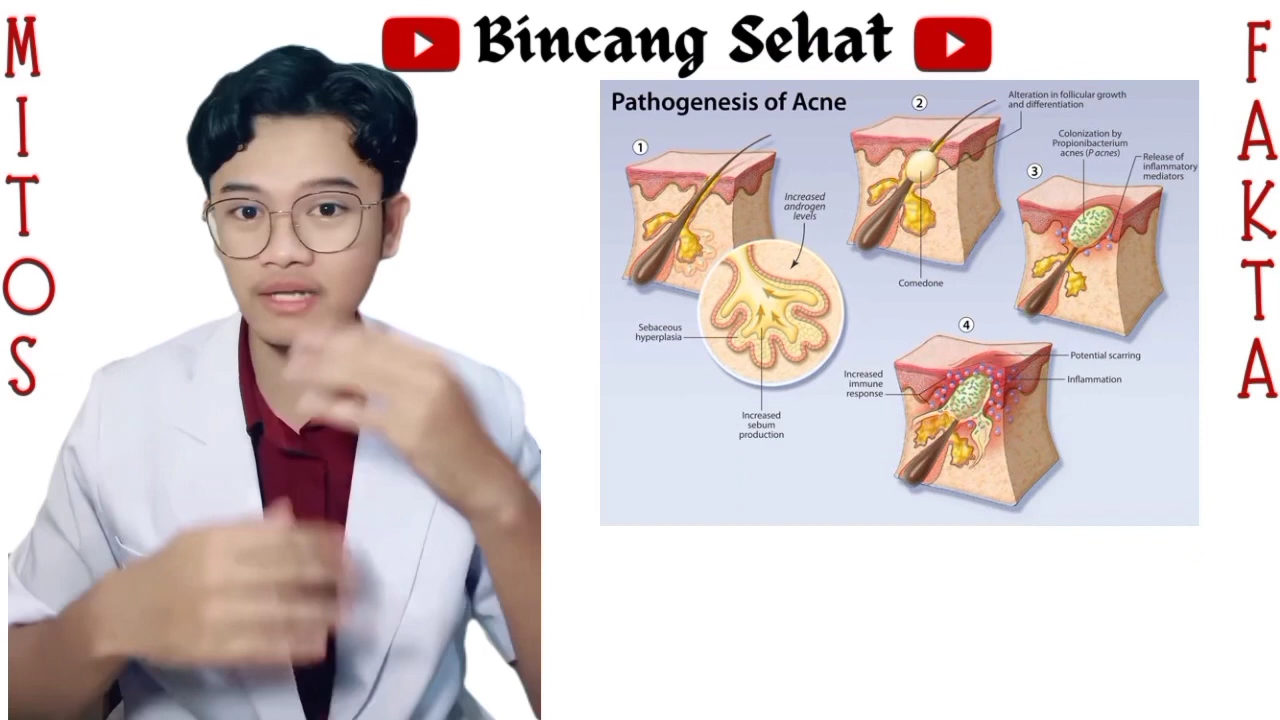 MITOS
Bincang Sehat
FAKTA
Pathogenesis of Acne
1
Increased
androgen
levels
Sebaceous
hyperplasia
Increased
sebum
production
2
Alteration in follicular growth
and differentiation
Comedone
3
Colonization by
Propionibacterium
acnes (P acnes)
Release of
inflammatory
mediators
4
Increased
immune
response
Potential scarring
Inflammation